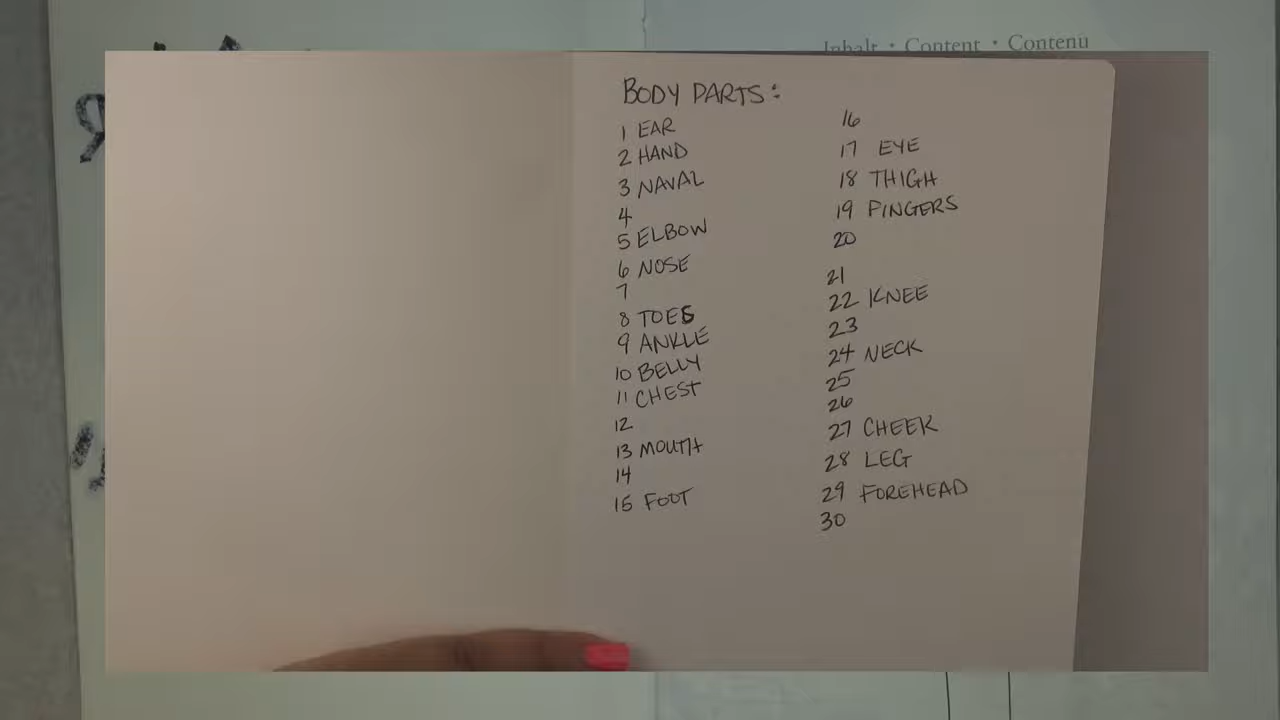 Inhalt • Content • Contenu
BODY PARTS:
1 EAR
2 HAND
3 NAVAL
4
5 ELBOW
6 NOSE
7
8 TOES
9 ANKLE
10 BELLY
11 CHEST
12
13 MOUTH
14
15 FOOT
16
17 EYE
18 THIGH
19 FINGERS
20
21
22 KNEE
23
24 NECK
25
26
27 CHEEK
28 LEG
29 FOREHEAD
30